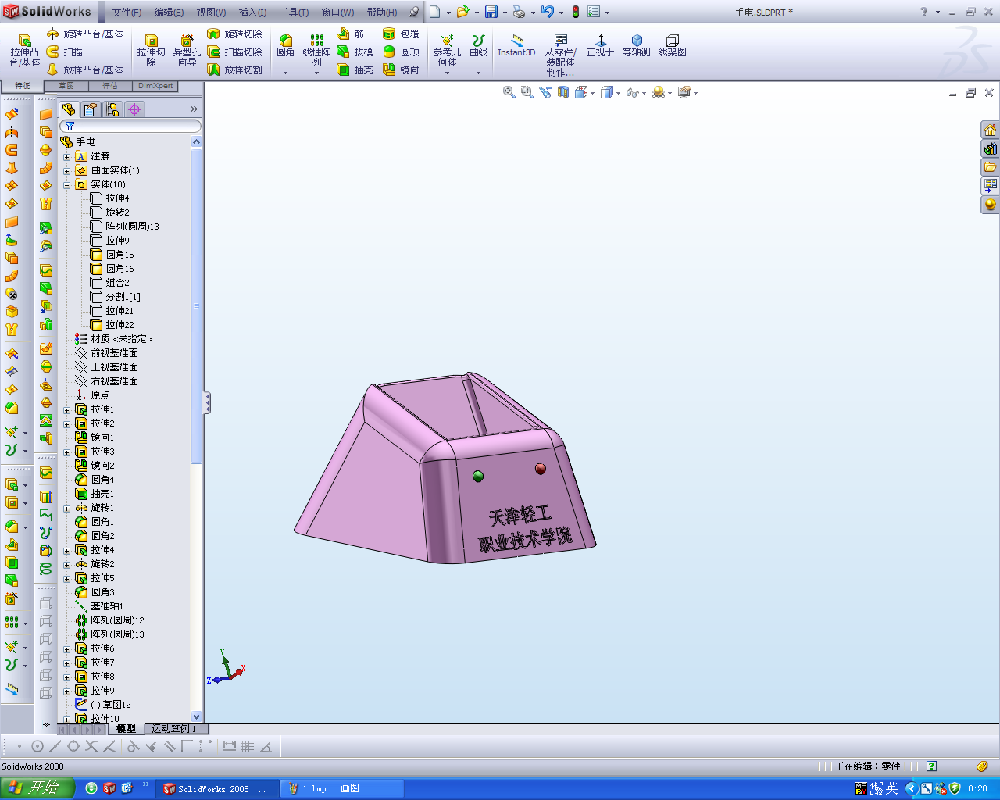 SolidWorks
文件(F) 编辑(E) 视图(V) 插入(I) 工具(T) 窗口(W) 帮助(H)
手电.SLDPRT *
拉伸凸台/基体
旋转凸台/基体
扫描
放样凸台/基体
拉伸切除
异型孔向导
旋转切除
扫描切除
放样切割
圆角
线性阵列
筋
拔模
抽壳
包覆
圆顶
镜向
参考几何体
曲线
Instant3D
从零件/装配体制作...
正视于
等轴测
线架图
特征 草图 评估 DimXpert
手电
注解
曲面实体(1)
实体(10)
拉伸4
旋转2
阵列(圆周)13
拉伸9
圆角15
圆角16
组合2
分割1[1]
拉伸21
拉伸22
材质 <未指定>
前视基准面
上视基准面
右视基准面
原点
拉伸1
拉伸2
镜向1
拉伸3
镜向2
圆角4
抽壳1
旋转1
圆角1
圆角2
拉伸4
旋转2
拉伸5
圆角3
基准轴1
阵列(圆周)12
阵列(圆周)13
拉伸6
拉伸7
拉伸8
拉伸9
(-) 草图12
拉伸10
天津轻工
职业技术学院
Y
X
Z
模型 运动算例 1
SolidWorks 2008
正在编辑：零件
开始
SolidWorks 2008 ...
1.bmp - 画图
英
8:28